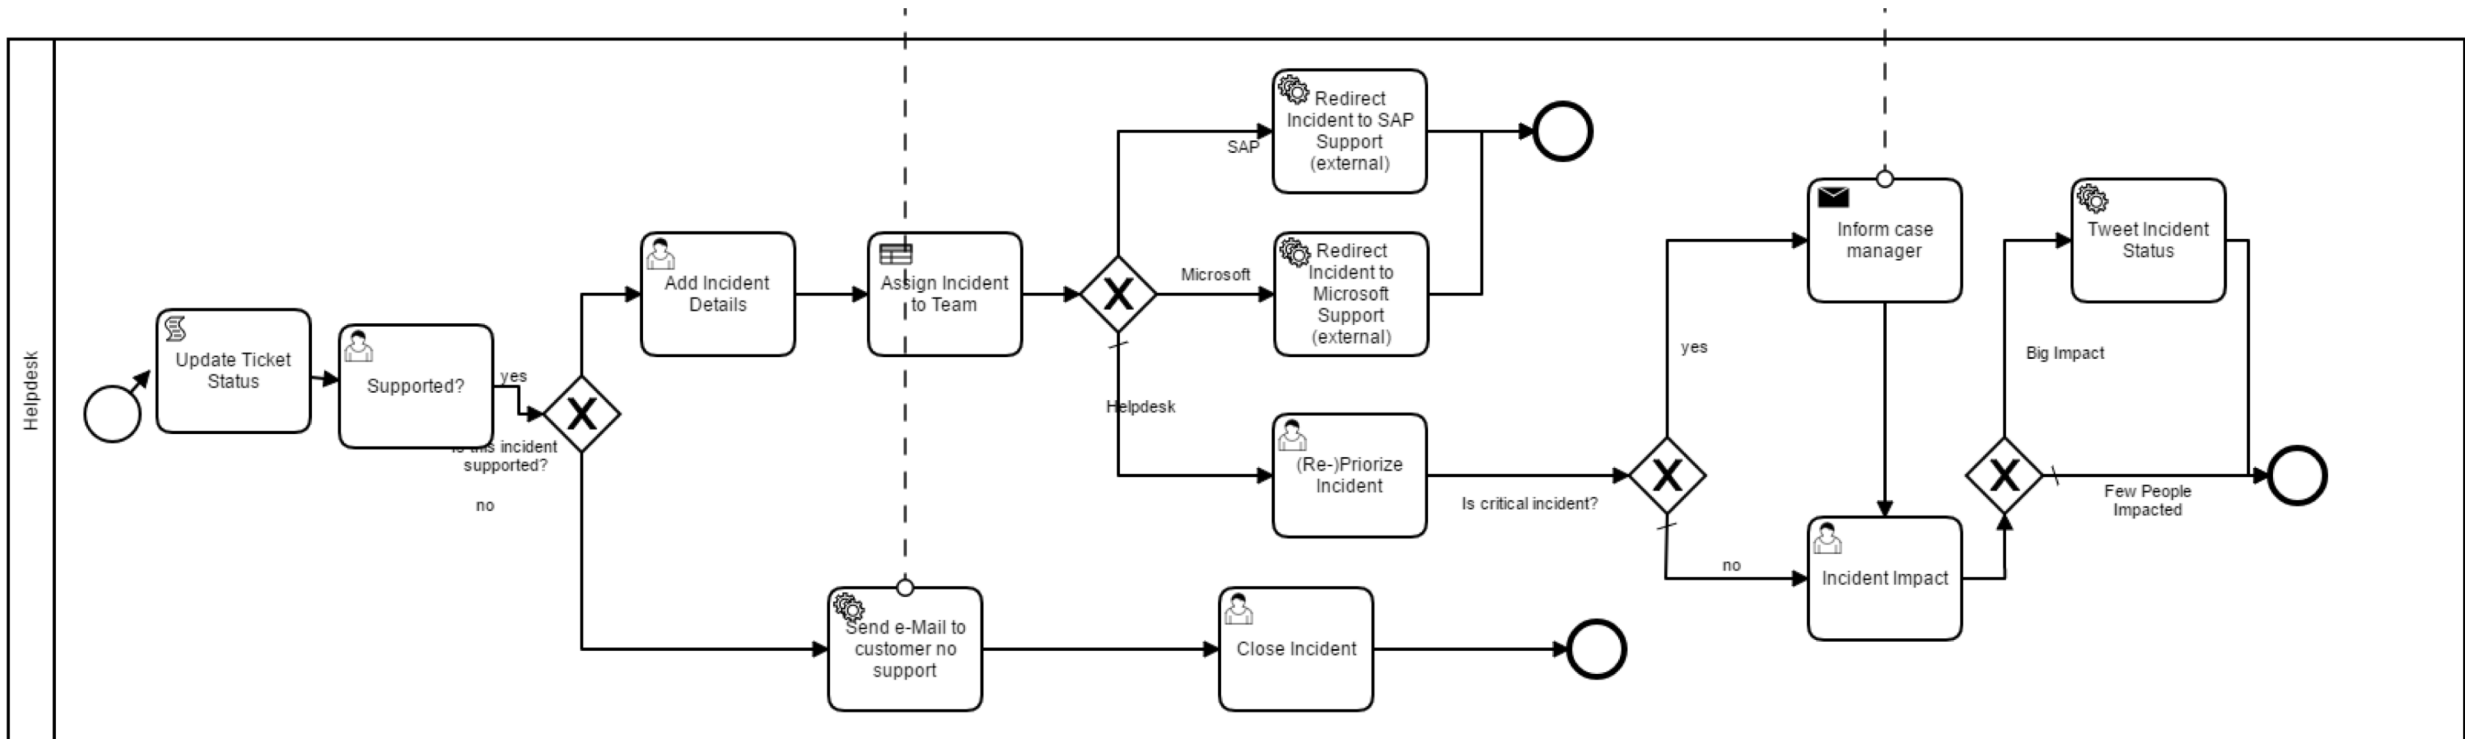 Helpdesk
Update Ticket
Status
Supported?
yes
Is this incident
supported?
no
Add Incident
Details
Assign Incident
to Team
SAP
Microsoft
Helpdesk
Redirect
Incident to SAP
Support
(external)
Redirect
Incident to
Microsoft
Support
(external)
(Re-)Priorize
Incident
Is critical incident?
Send e-Mail to
customer no
support
Close Incident
yes
no
Inform case
manager
Incident Impact
Big Impact
Tweet Incident
Status
Few People
Impacted